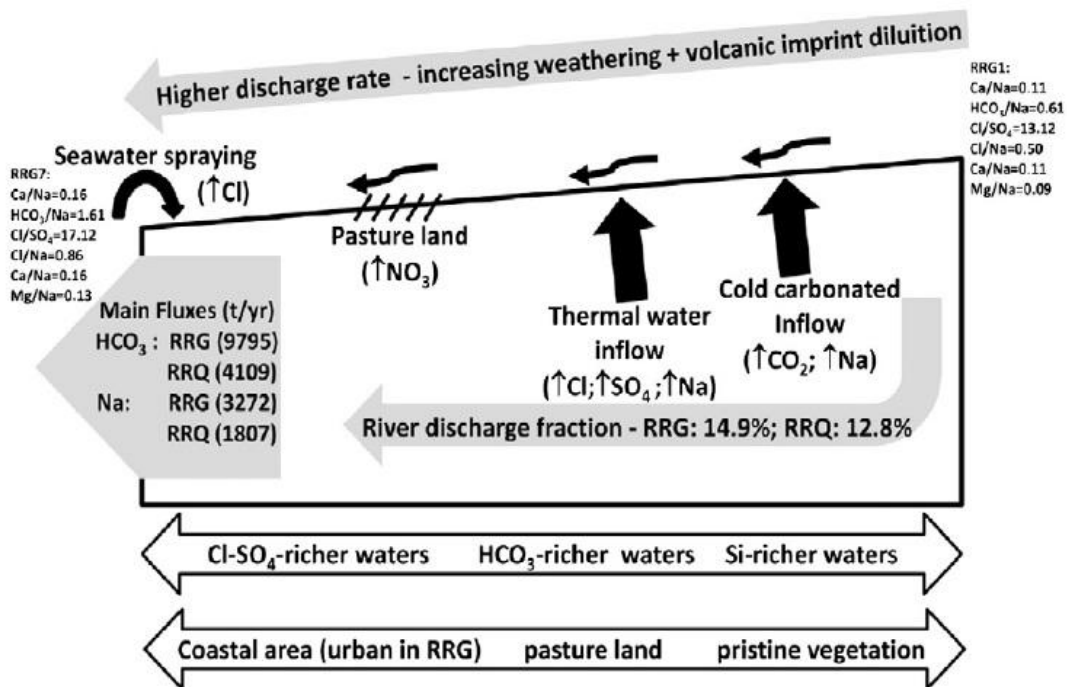 Higher discharge rate - increasing weathering + volcanic imprint diluition
RRG1:
Ca/Na=0.11
HCO₃/Na=0.61
Cl/SO₄=13.12
Cl/Na=0.50
Ca/Na=0.11
Mg/Na=0.09
Seawater spraying
(↑Cl)
RRG7:
Ca/Na=0.16
HCO₃/Na=1.61
Cl/SO₄=17.12
Cl/Na=0.86
Ca/Na=0.16
Mg/Na=0.13
Pasture land
(↑NO₃)
Thermal water
inflow
(↑Cl;↑SO₄ ;↑Na)
Cold carbonated
Inflow
(↑CO₂; ↑Na)
Main Fluxes (t/yr)
HCO₃ : RRG (9795)
RRQ (4109)
Na: RRG (3272)
RRQ (1807)
River discharge fraction - RRG: 14.9%; RRQ: 12.8%
Cl-SO₄-richer waters HCO₃-richer waters Si-richer waters
Coastal area (urban in RRG) pasture land pristine vegetation